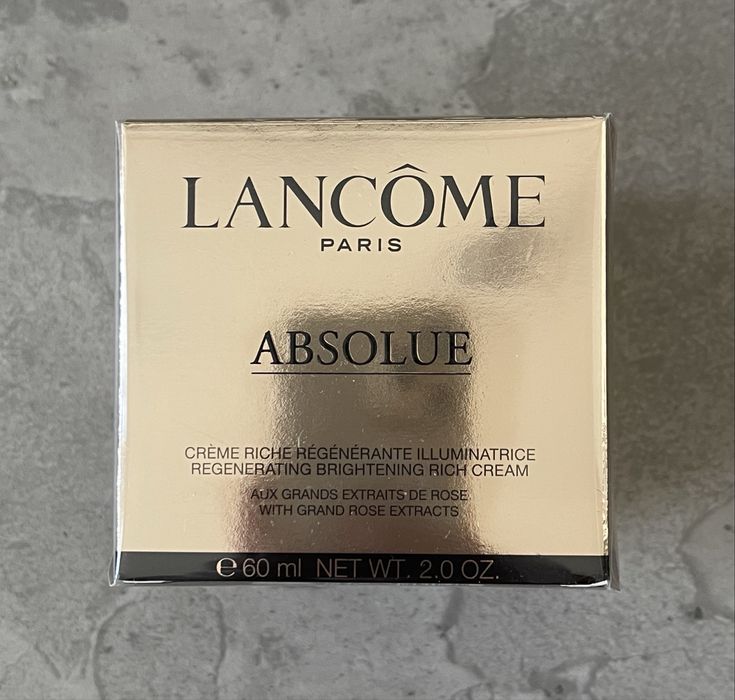 LANCÔME
PARIS
ABSOLUE
CRÈME RICHE RÉGÉNÉRANTE ILLUMINATRICE
REGENERATING BRIGHTENING RICH CREAM
AUX GRANDS EXTRAITS DE ROSE
WITH GRAND ROSE EXTRACTS
℮ 60 ml NET WT. 2.0 OZ.